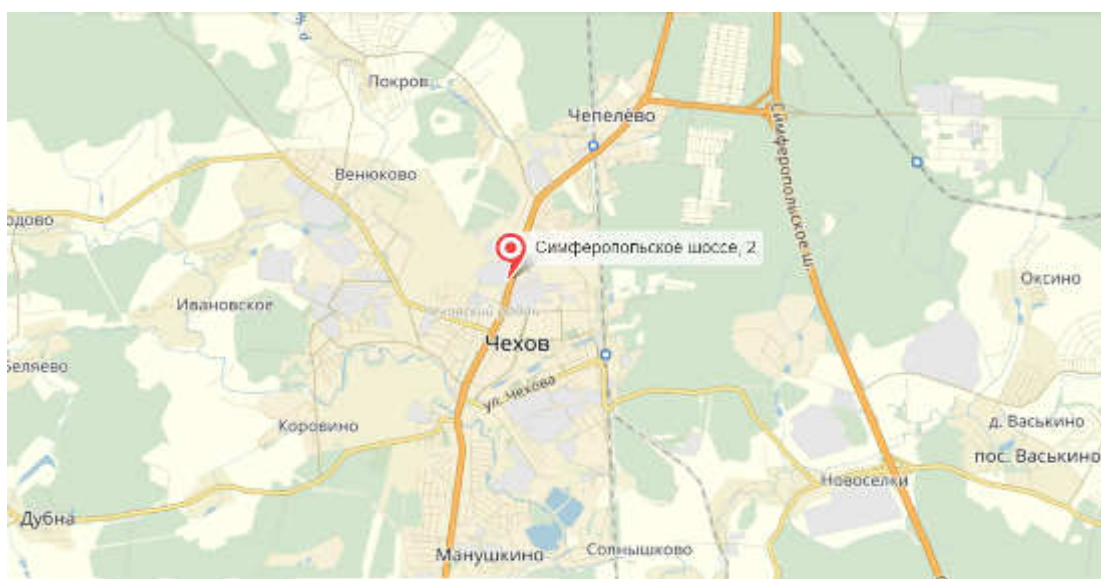 Покров
Чепелёво
Венюково
одово
Симферопольское ш.
Симферопольское шоссе, 2
Ивановское
Оксино
Чехов
Беляево
ул. Чехова
Коровино
д. Васькино
пос. Васькино
Новоселки
Дубна
Манушкино
Солнышково